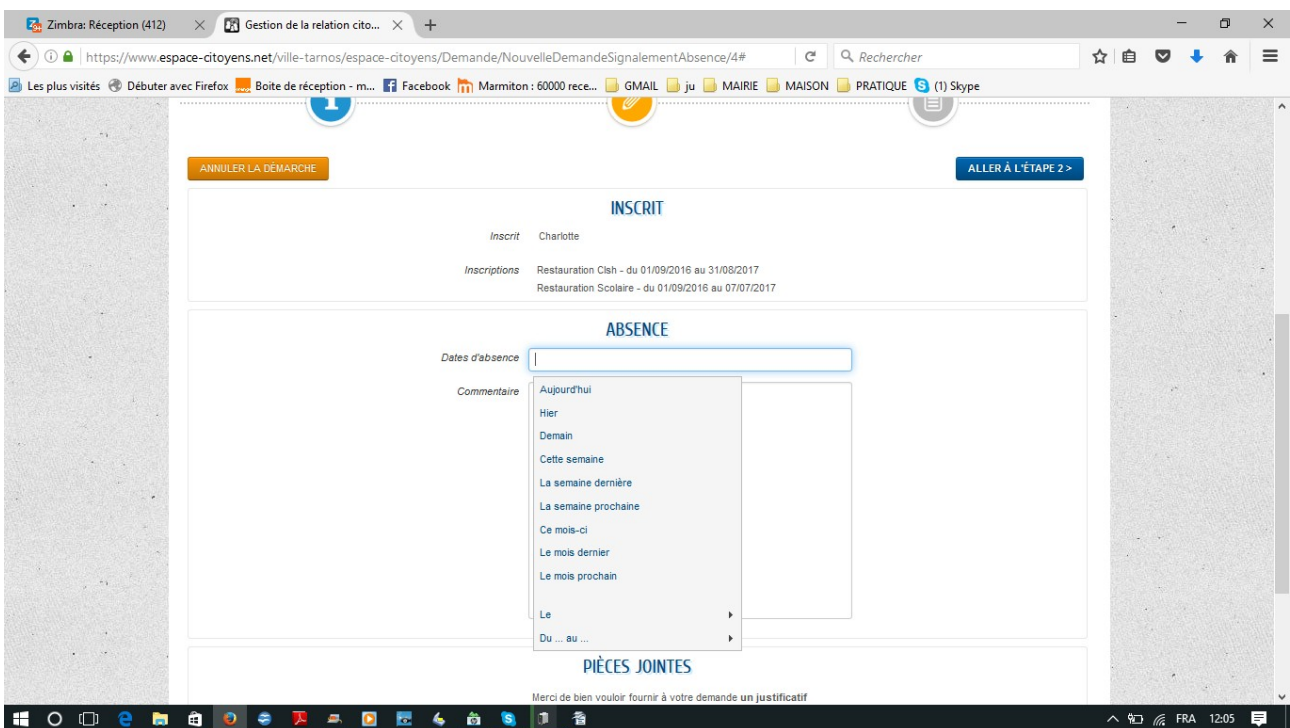 Zimbra: Réception (412)
Gestion de la relation cito...
https://www.espace-citoyens.net/ville-tarnos/espace-citoyens/Demande/NouvelleDemandeSignalementAbsence/4#
Rechercher
Les plus visités Débuter avec Firefox Boite de réception - m... Facebook Marmiton : 60000 rece... GMAIL ju MAIRIE MAISON PRATIQUE (1) Skype
ANNULER LA DÉMARCHE
ALLER À L'ÉTAPE 2 >
INSCRIT
Inscrit Charlotte
Inscriptions Restauration Clsh - du 01/09/2016 au 31/08/2017
Restauration Scolaire - du 01/09/2016 au 07/07/2017
ABSENCE
Dates d'absence
Commentaire
Aujourd'hui
Hier
Demain
Cette semaine
La semaine dernière
La semaine prochaine
Ce mois-ci
Le mois dernier
Le mois prochain
Le
Du ... au ...
PIÈCES JOINTES
Merci de bien vouloir fournir à votre demande un justificatif
FRA 12:05